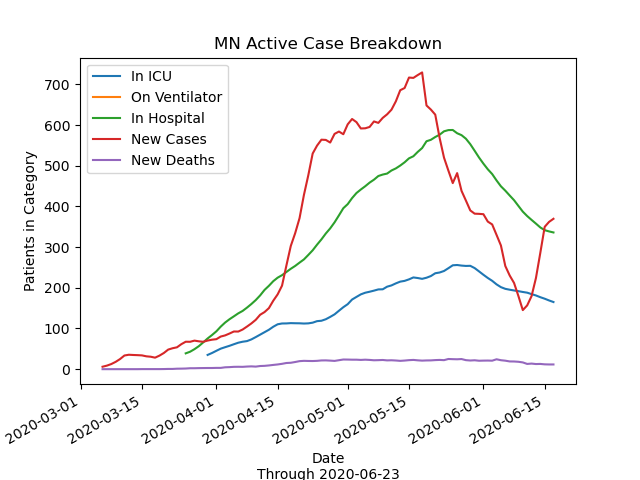 MN Active Case Breakdown
In ICU
On Ventilator
In Hospital
New Cases
New Deaths
Patients in Category
700
600
500
400
300
200
100
0
2020-03-01
2020-03-15
2020-04-01
2020-04-15
2020-05-01
2020-05-15
2020-06-01
2020-06-15
Date
Through 2020-06-23